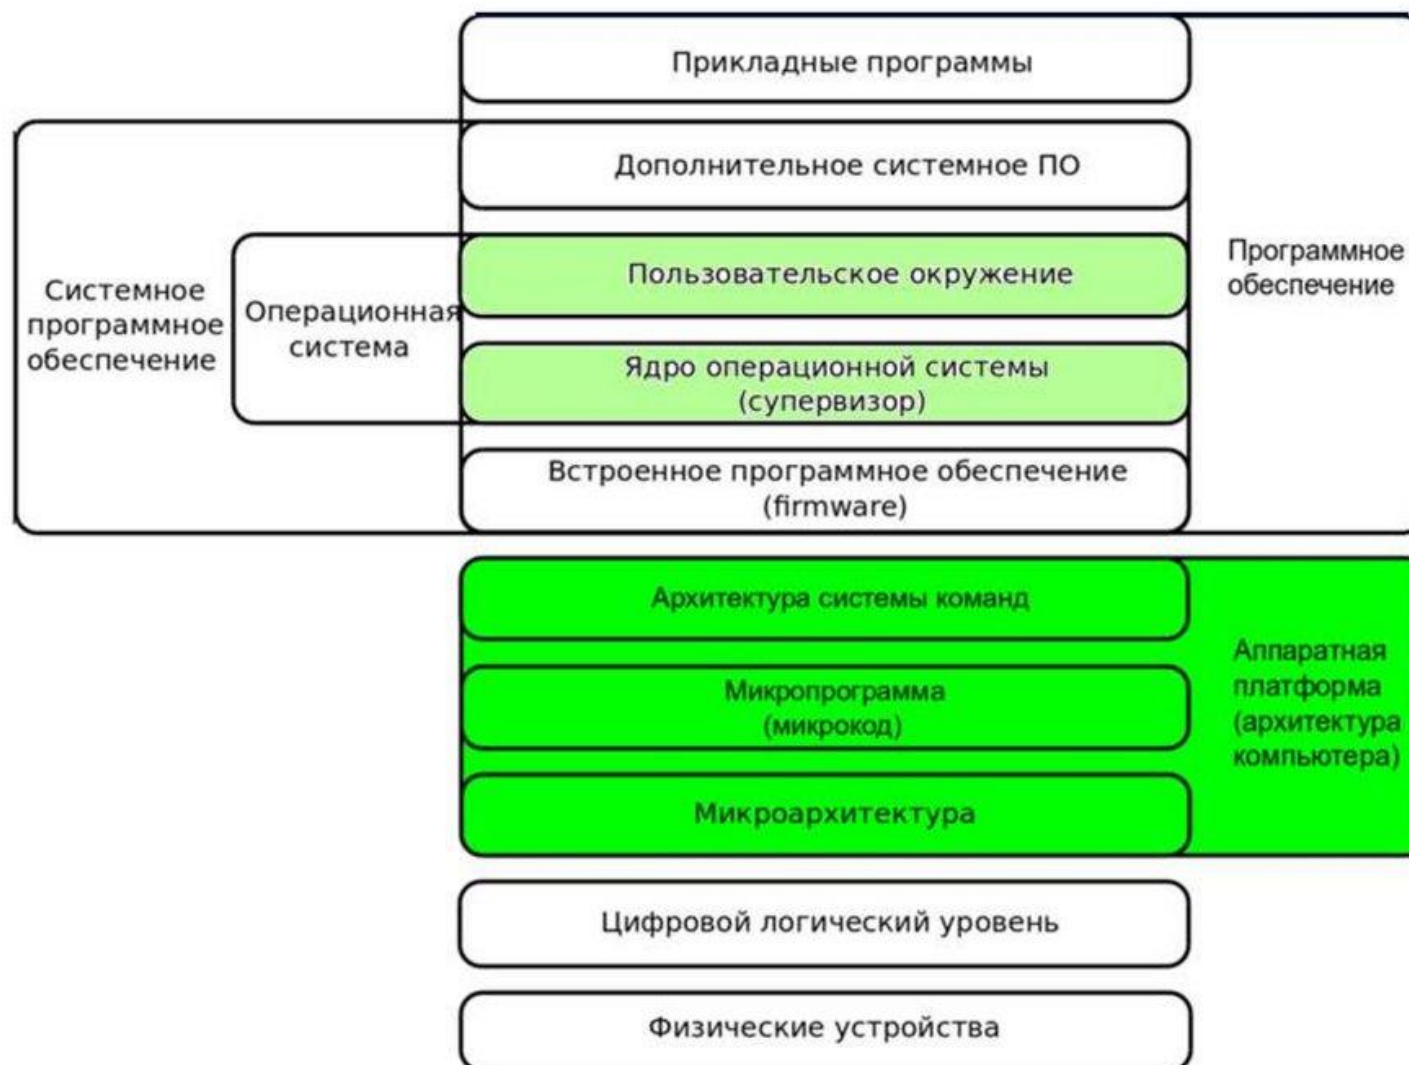 Прикладные программы
Дополнительное системное ПО
Пользовательское окружение
Программное
обеспечение
Системное
программное
обеспечение
Операционная
система
Ядро операционной системы
(супервизор)
Встроенное программное обеспечение
(firmware)
Архитектура системы команд
Аппаратная
платформа
(архитектура
компьютера)
Микропрограмма
(микрокод)
Микроархитектура
Цифровой логический уровень
Физические устройства